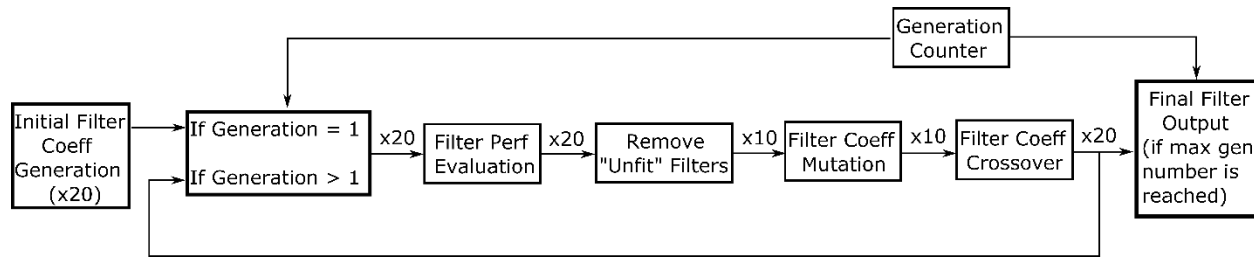 Generation
Counter
Initial Filter
Coeff
Generation
(x20)
If Generation = 1
If Generation > 1
x20
Filter Perf
Evaluation
x20
Remove
"Unfit" Filters
x10
Filter Coeff
Mutation
x10
Filter Coeff
Crossover
x20
Final Filter
Output
(if max gen
number is
reached)